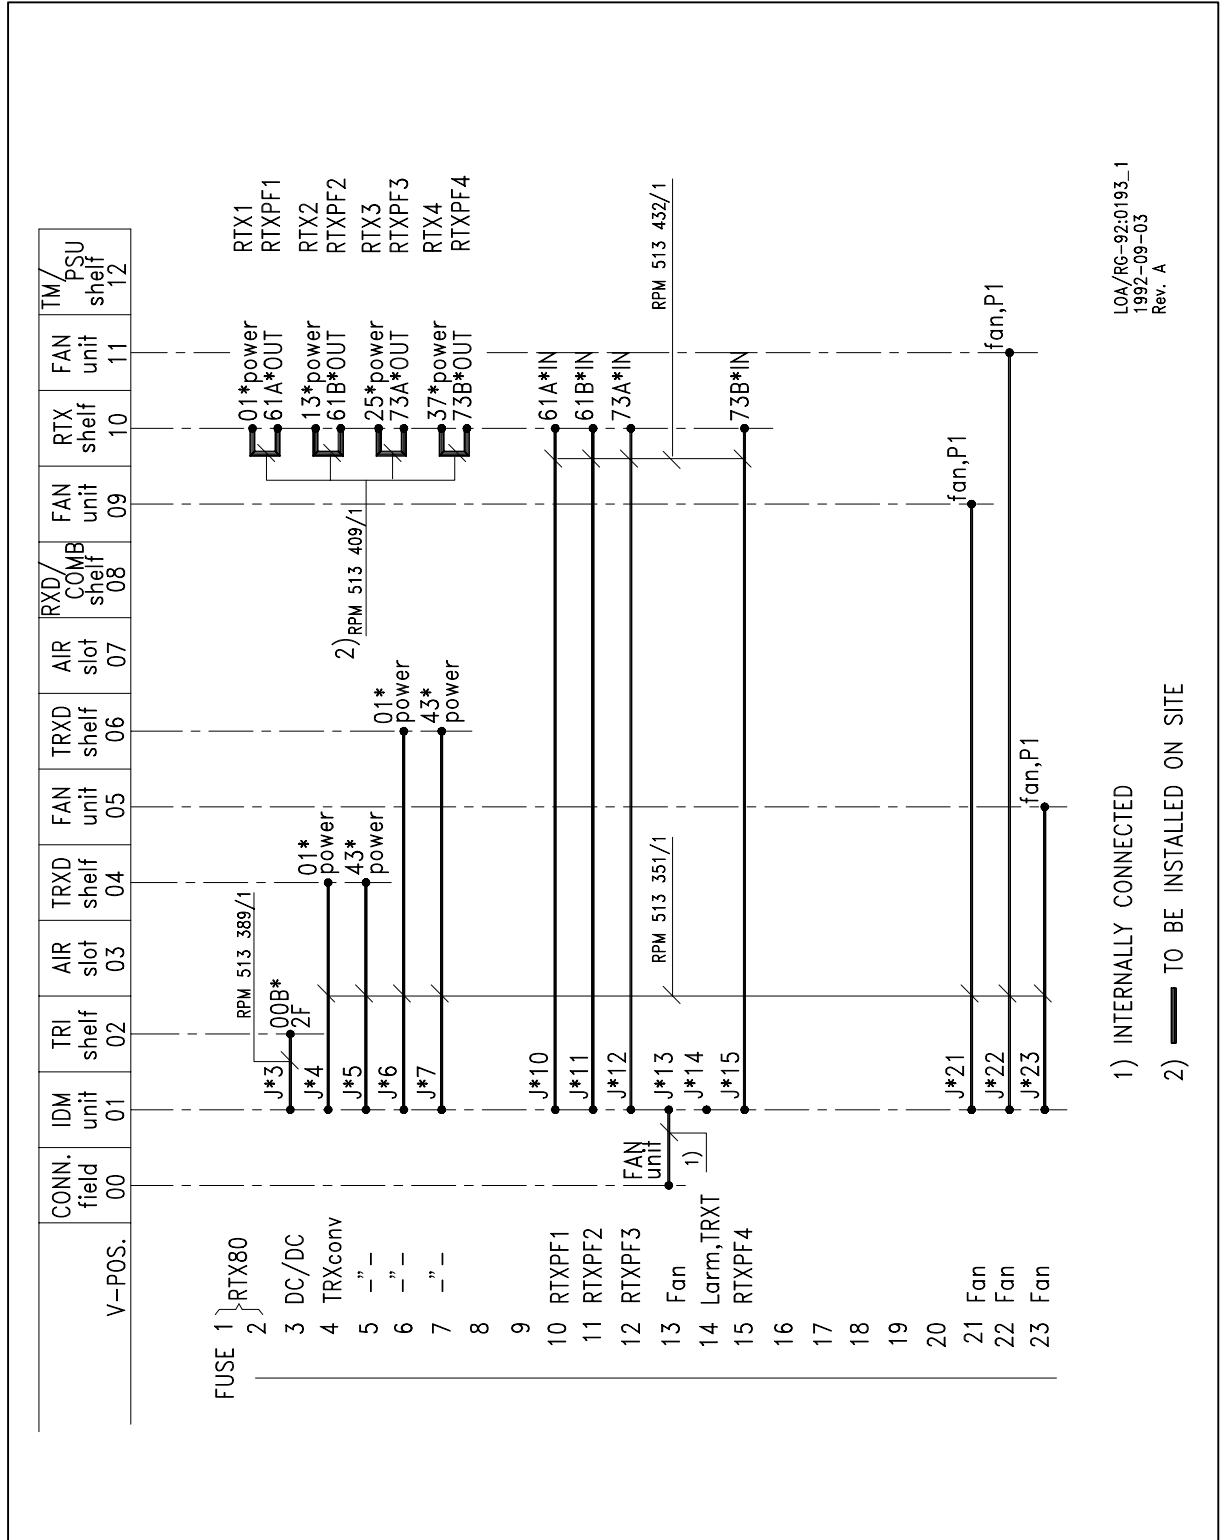 V-POS.
CONN.
field
00
IDM
unit
01
TRI
shelf
02
AIR
slot
03
TRXD
shelf
04
FAN
unit
05
TRXD
shelf
06
AIR
slot
07
RXD/
COMB
shelf
08
FAN
unit
09
RTX
shelf
10
FAN
unit
11
TM/
PSU
shelf
12
FUSE 1
2
RTX80
3 DC/DC
4 TRXconv
5 –"–
6 –"–
7 –"–
8
9
10 RTXPF1
11 RTXPF2
12 RTXPF3
13 Fan
14 Larm,TRXT
15 RTXPF4
16
17
18
19
20
21 Fan
22 Fan
23 Fan
J*3
00B*
2F
RPM 513 389/1
J*4
01*
power
J*5
43*
power
J*6
01*
power
J*7
43*
power
01*power
RTX1
61A*OUT
RTXPF1
13*power
RTX2
61B*OUT
RTXPF2
25*power
RTX3
73A*OUT
RTXPF3
37*power
RTX4
73B*OUT
RTXPF4
2) RPM 513 409/1
J*10
61A*IN
J*11
61B*IN
J*12
73A*IN
FAN
unit
1)
J*13
J*14
J*15
73B*IN
RPM 513 351/1
RPM 513 432/1
J*21
fan,P1
J*22
fan,P1
J*23
fan,P1
1) INTERNALLY CONNECTED
2) TO BE INSTALLED ON SITE
LOA/RG-92:0193_1
1992-09-03
Rev. A